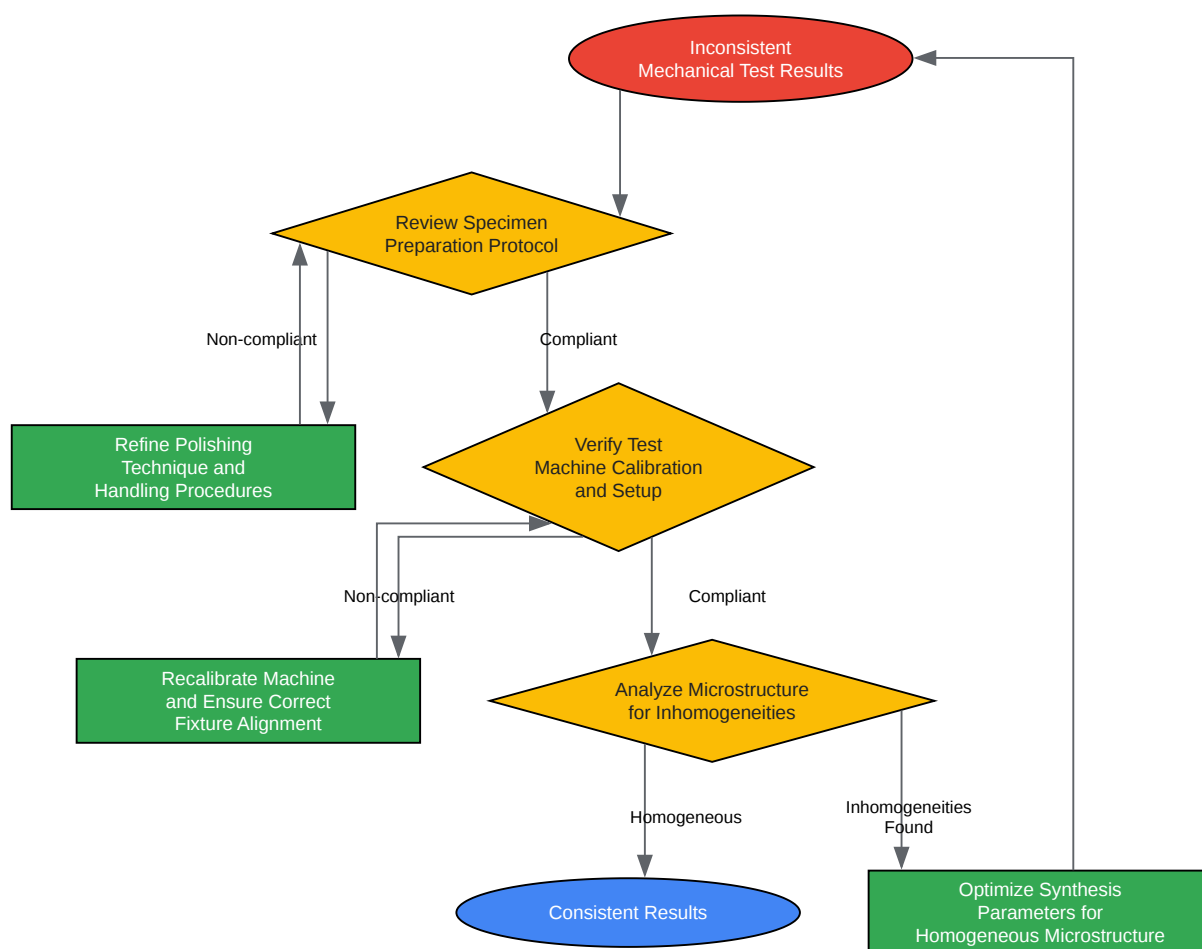 Inconsistent
Mechanical Test Results
Review Specimen
Preparation Protocol
Non-compliant
Compliant
Refine Polishing
Technique and
Handling Procedures
Verify Test
Machine Calibration
and Setup
Non-compliant
Compliant
Recalibrate Machine
and Ensure Correct
Fixture Alignment
Analyze Microstructure
for Inhomogeneities
Homogeneous
Inhomogeneities
Found
Consistent Results
Optimize Synthesis
Parameters for
Homogeneous Microstructure